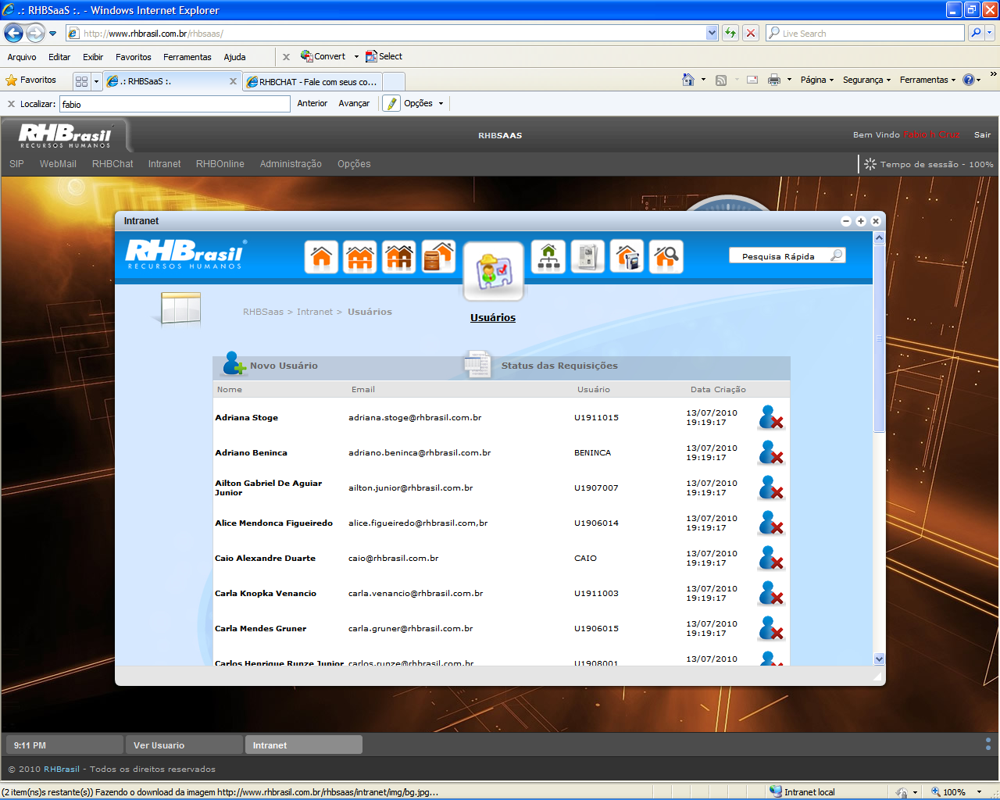 .: RHBSaaS :. - Windows Internet Explorer
http://www.rhbrasil.com.br/rhbsaas/
Live Search
Arquivo Editar Exibir Favoritos Ferramentas Ajuda
Convert Select
Favoritos
.: RHBSaaS :.
RHBCHAT - Fale com seus co...
Página Segurança Ferramentas
Localizar: fabio Anterior Avançar Opções
RHBrasil
RECURSOS HUMANOS
RHBSAAS
Bem Vindo Fabio h Cruz Sair
SIP WebMail RHBChat Intranet RHBOnline Administração Opções
Tempo de sessão - 100%
Intranet
RHBrasil®
RECURSOS HUMANOS
Pesquisa Rápida
RHBSaas > Intranet > Usuários
Usuários
Novo Usuário Status das Requisições
Nome Email Usuário Data Criação
Adriana Stoge adriana.stoge@rhbrasil.com.br U1911015 13/07/2010
19:19:17
Adriano Beninca adriano.beninca@rhbrasil.com.br BENINCA 13/07/2010
19:19:17
Ailton Gabriel De Aguiar
Junior ailton.junior@rhbrasil.com.br U1907007 13/07/2010
19:19:17
Alice Mendonca Figueiredo alice.figueiredo@rhbrasil.com,br U1906014 13/07/2010
19:19:17
Caio Alexandre Duarte caio@rhbrasil.com.br CAIO 13/07/2010
19:19:17
Carla Knopka Venancio carla.venancio@rhbrasil.com.br U1911003 13/07/2010
19:19:17
Carla Mendes Gruner carla.gruner@rhbrasil.com.br U1906015 13/07/2010
19:19:17
Carlos Henrique Runze Junior carlos.runze@rhbrasil.com.br U1908001 13/07/2010
9:11 PM Ver Usuario Intranet
© 2010 RHBrasil - Todos os direitos reservados
(2 item(ns)s restante(s)) Fazendo o download da imagem http://www.rhbrasil.com.br/rhbsaas/intranet/img/bg.jpg...
Intranet local
100%